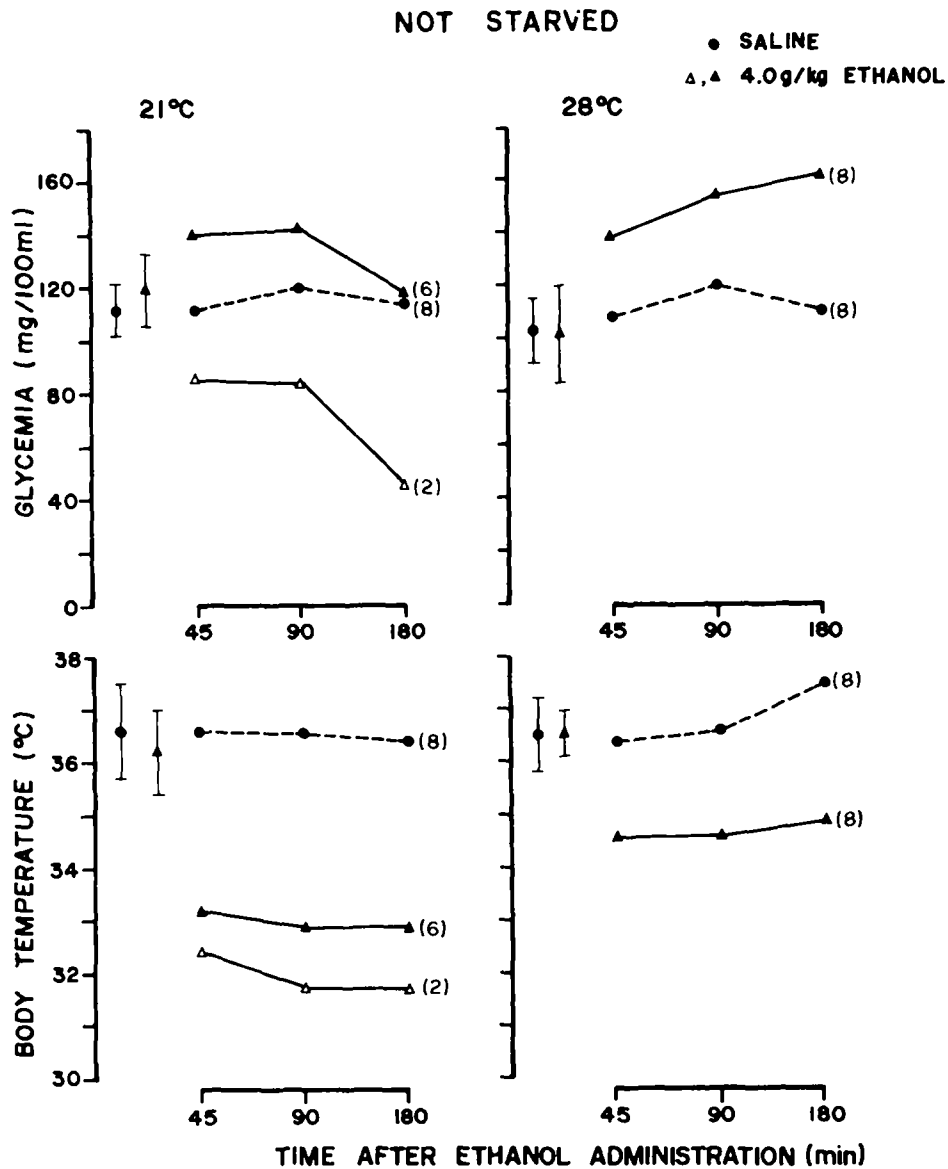 NOT STARVED
● SALINE
△, ▲ 4.0g/kg ETHANOL
21°C
28°C
GLYCEMIA (mg/100ml)
160
120
80
40
0
(6)
(8)
(2)
(8)
(8)
45 90 180
45 90 180
BODY TEMPERATURE (°C)
38
36
34
32
30
(8)
(6)
(2)
(8)
(8)
45 90 180
45 90 180
TIME AFTER ETHANOL ADMINISTRATION (min)